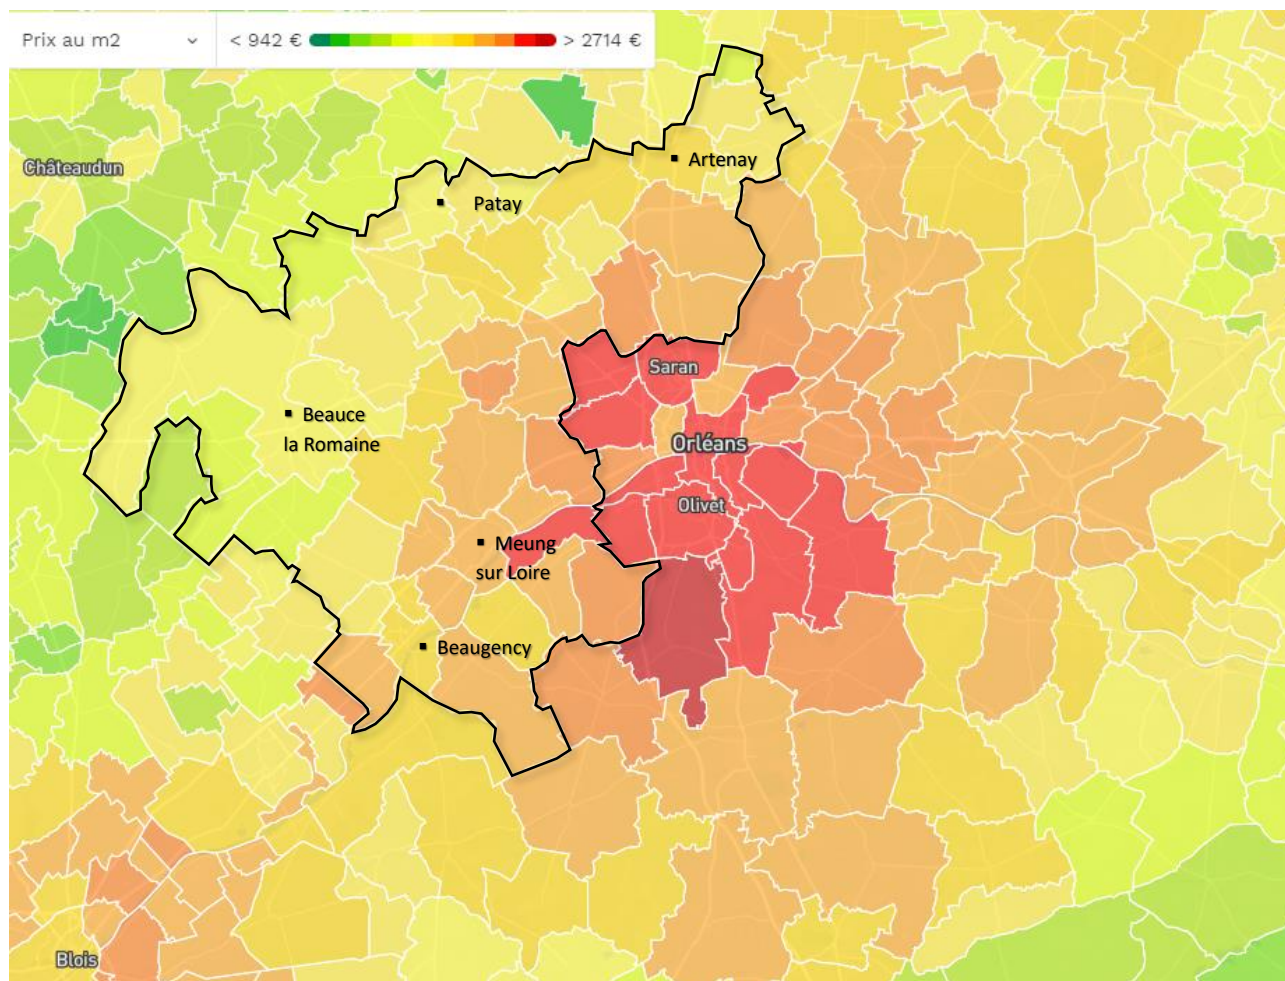 Prix au m2
< 942 € > 2714 €
Châteaudun
Artenay
Patay
Saran
Beauce
la Romaine
Orléans
Olivet
Meung
sur Loire
Beaugency
Blois